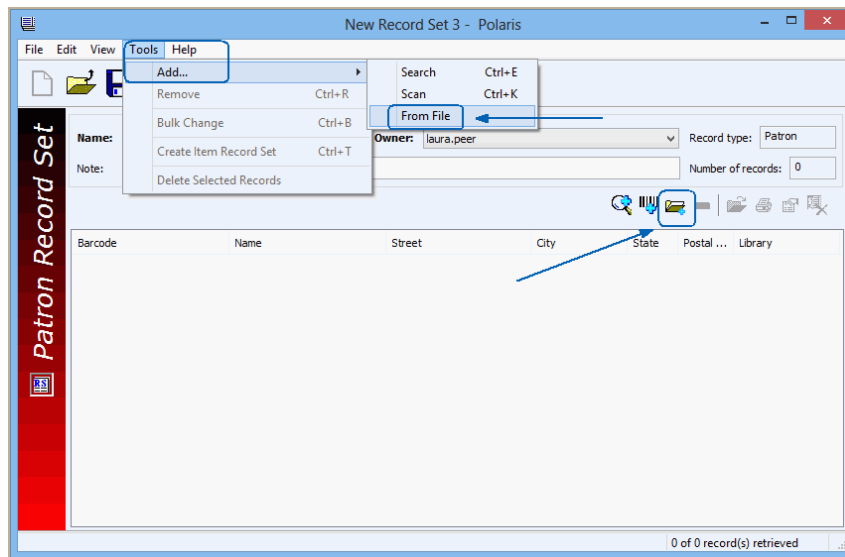 New Record Set 3 - Polaris
File Edit View Tools Help
Add...
Search Ctrl+E
Remove Ctrl+R
Scan Ctrl+K
From File
Bulk Change Ctrl+B
Create Item Record Set Ctrl+T
Delete Selected Records
Patron Record Set
RS
Name:
Owner: laura.peer
Record type: Patron
Note:
Number of records: 0
Barcode Name Street City State Postal ... Library
0 of 0 record(s) retrieved